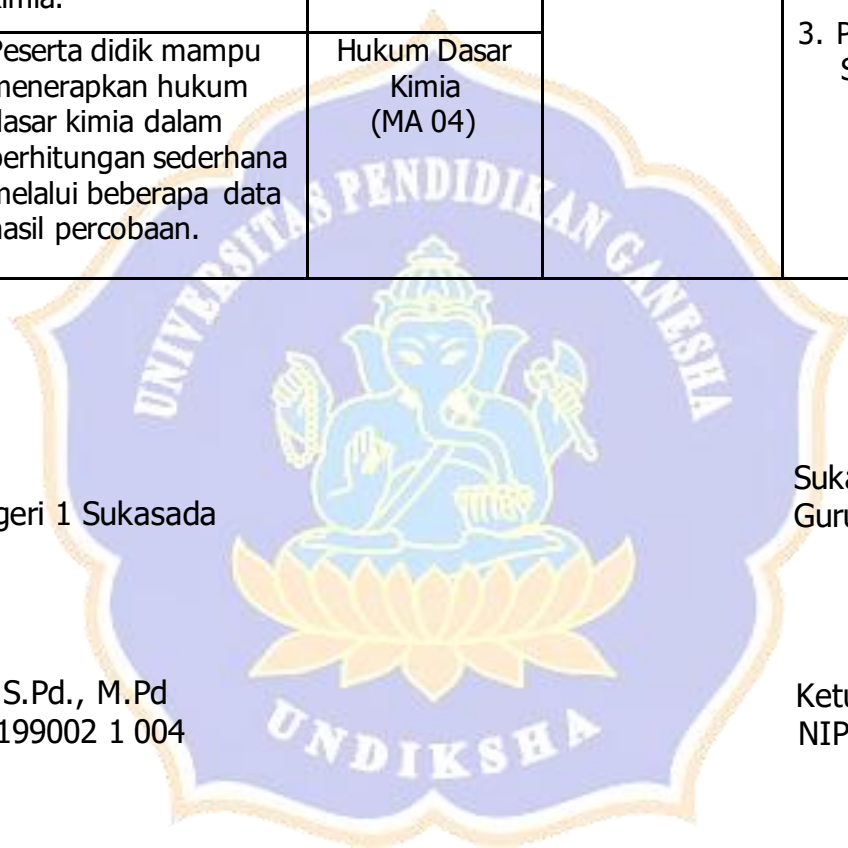 kimia.
Peserta didik mampu
menerapkan hukum
dasar kimia dalam
perhitungan sederhana
melalui beberapa data
hasil percobaan.
Hukum Dasar
Kimia
(MA 04)
3. P
S
UNIVERSITAS PENDIDIKAN GANESHA
geri 1 Sukasada
Suka
Guru
S.Pd., M.Pd
199002 1 004
Ketu
NIP
UNDIKSHA